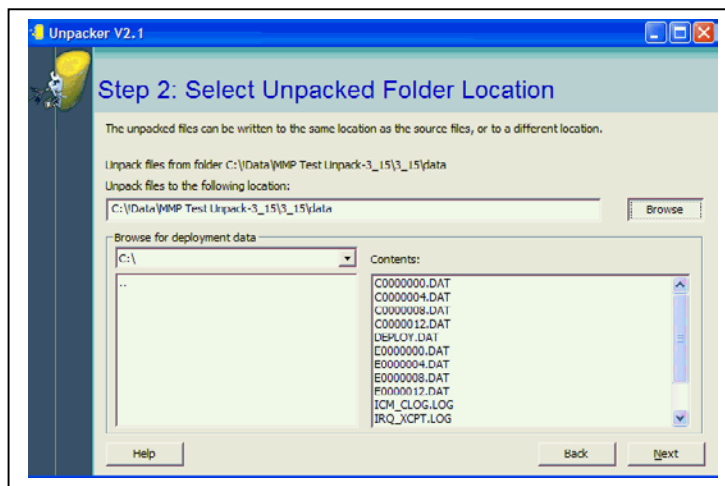 Unpacker V2.1
Step 2: Select Unpacked Folder Location
The unpacked files can be written to the same location as the source files, or to a different location.
Unpack files from folder C:\!Data\MMP Test Unpack-3_15\3_15\data
Unpack files to the following location:
C:\!Data\MMP Test Unpack-3_15\3_15\data
Browse
Browse for deployment data
C:\
..
Contents:
C0000000.DAT
C0000004.DAT
C0000008.DAT
C0000012.DAT
DEPLOY.DAT
E0000000.DAT
E0000004.DAT
E0000008.DAT
E0000012.DAT
ICM_CLOG.LOG
IRQ_XCPT.LOG
Help
Back
Next